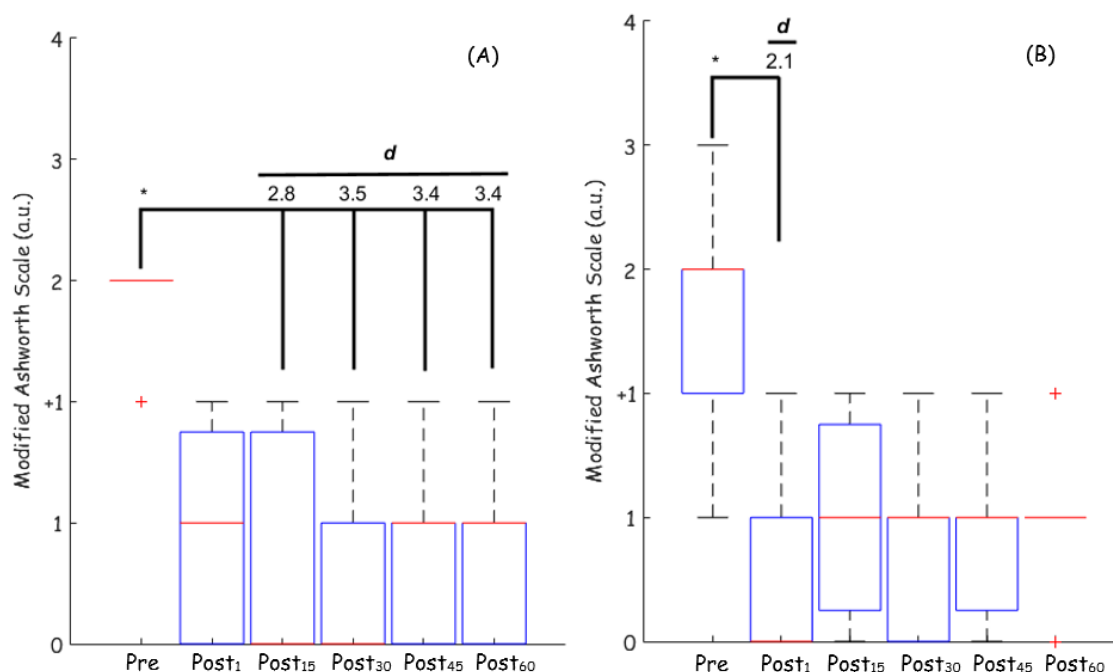 (A)
Modified Ashworth Scale (a.u.)
4
3
2
+1
1
0
d
* 2.8 3.5 3.4 3.4
Pre Post1 Post15 Post30 Post45 Post60
(B)
Modified Ashworth Scale (a.u.)
4
3
2
+1
1
0
d
* 2.1
Pre Post1 Post15 Post30 Post45 Post60